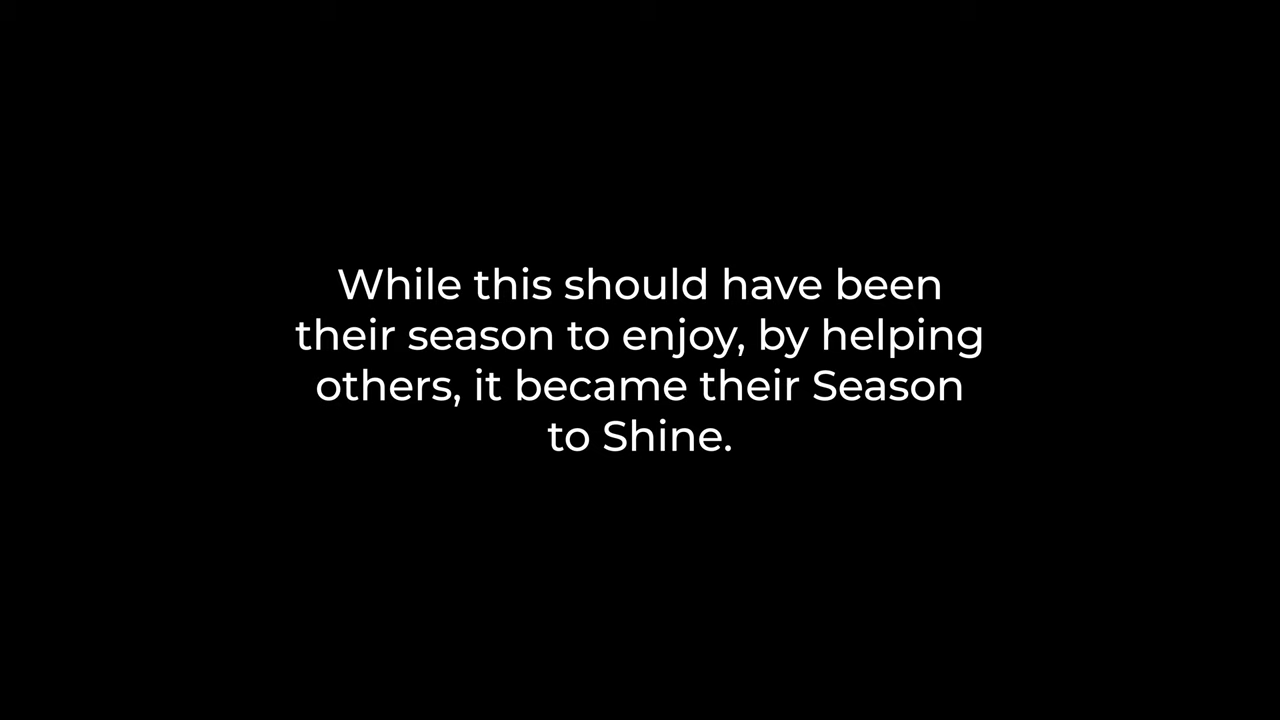 While this should have been
their season to enjoy, by helping
others, it became their Season
to Shine.